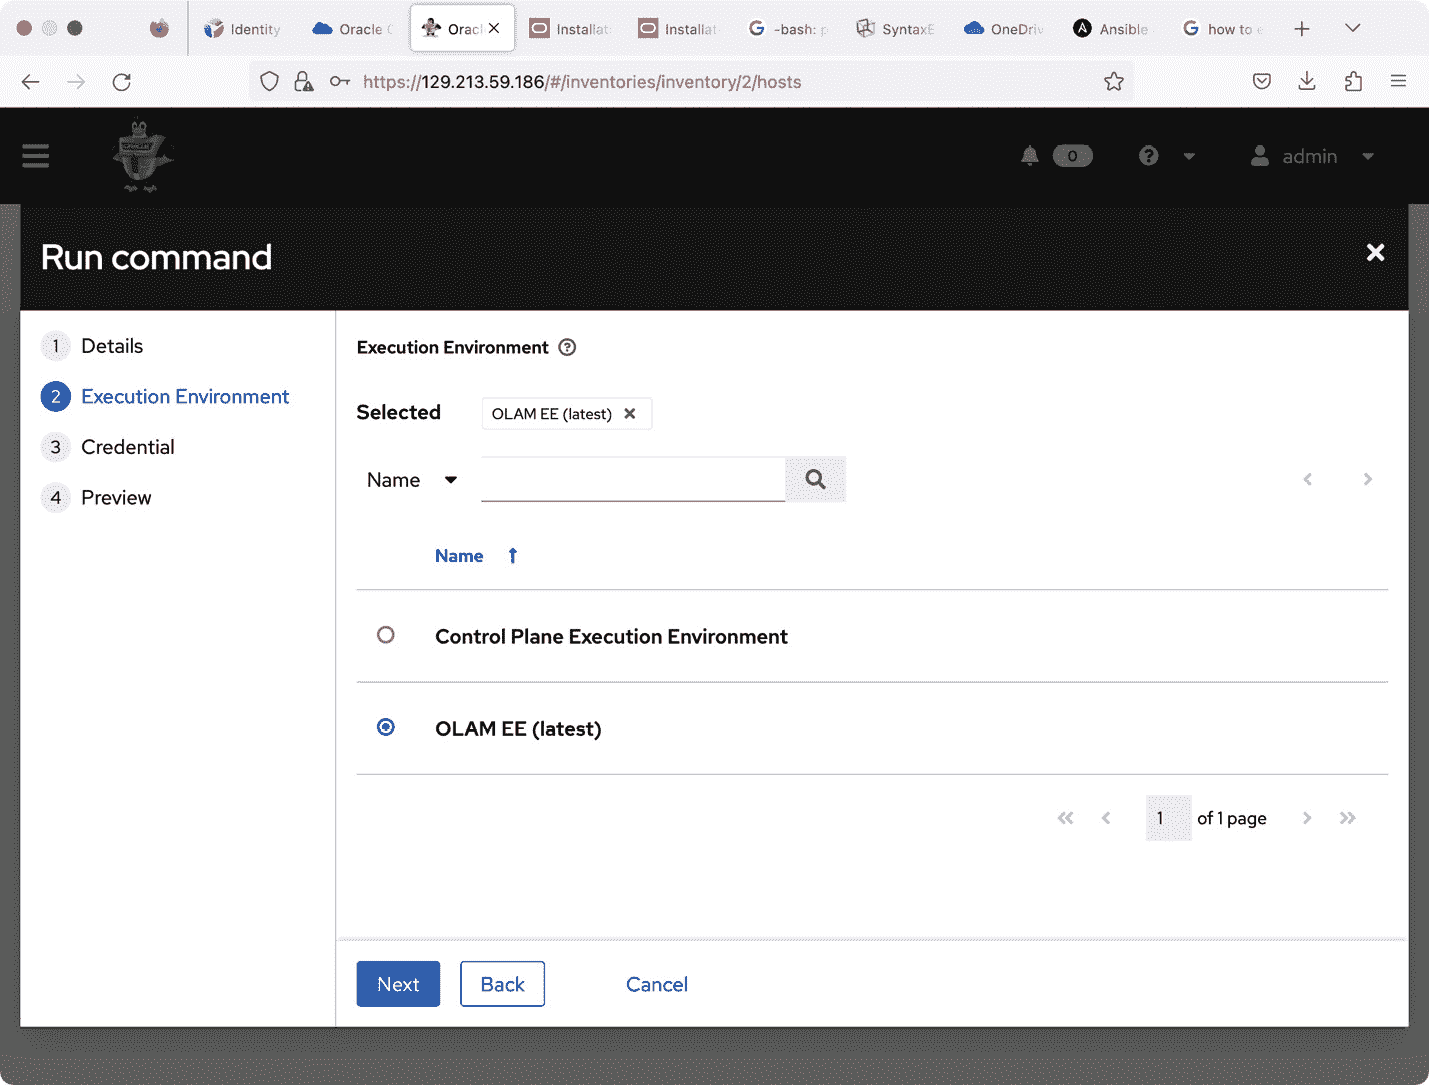 Identity
Oracle C
Oracl
Installat
Installat
-bash: p
SyntaxE
OneDriv
Ansible
how to e
https://129.213.59.186/#/inventories/inventory/2/hosts
0
admin
Run command
1 Details
2 Execution Environment
3 Credential
4 Preview
Execution Environment
Selected OLAM EE (latest)
Name
Name
Control Plane Execution Environment
OLAM EE (latest)
1 of 1 page
Next Back Cancel